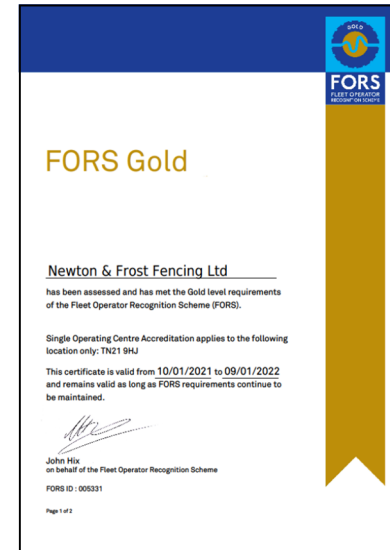 GOLD
FORS
FLEET OPERATOR
RECOGNITION SCHEME
FORS Gold
Newton & Frost Fencing Ltd
has been assessed and has met the Gold level requirements
of the Fleet Operator Recognition Scheme (FORS).
Single Operating Centre Accreditation applies to the following
location only: TN21 9HJ
This certificate is valid from 10/01/2021 to 09/01/2022
and remains valid as long as FORS requirements continue to
be maintained.
John Hix
on behalf of the Fleet Operator Recognition Scheme
FORS ID : 005331
Page 1 of 2